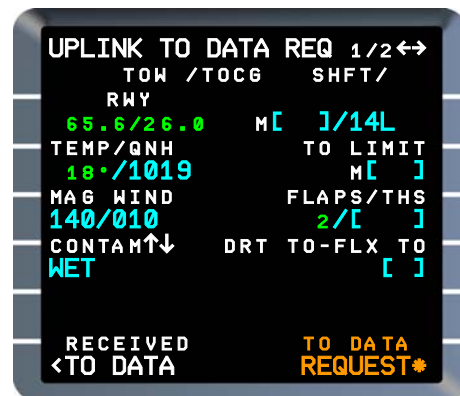 UPLINK TO DATA REQ 1/2←→
TOW /TOCG SHFT/
RWY
65.6/26.0 M[ ]/14L
TEMP/QNH TO LIMIT
18°/1019 M[ ]
MAG WIND FLAPS/THS
140/010 2/[ ]
CONTAM↑↓ DRT TO-FLX TO
WET [ ]
RECEIVED TO DATA
<TO DATA REQUEST*